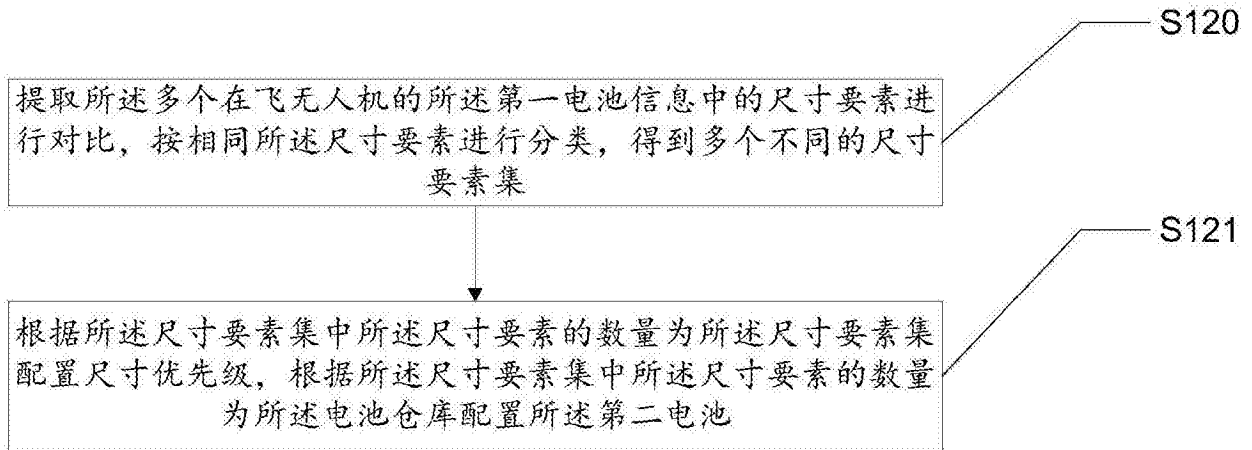 S120
提取所述多个在飞无人机的所述第一电池信息中的尺寸要素进
行对比，按相同所述尺寸要素进行分类，得到多个不同的尺寸
要素集
S121
根据所述尺寸要素集中所述尺寸要素的数量为所述尺寸要素集
配置尺寸优先级，根据所述尺寸要素集中所述尺寸要素的数量
为所述电池仓库配置所述第二电池